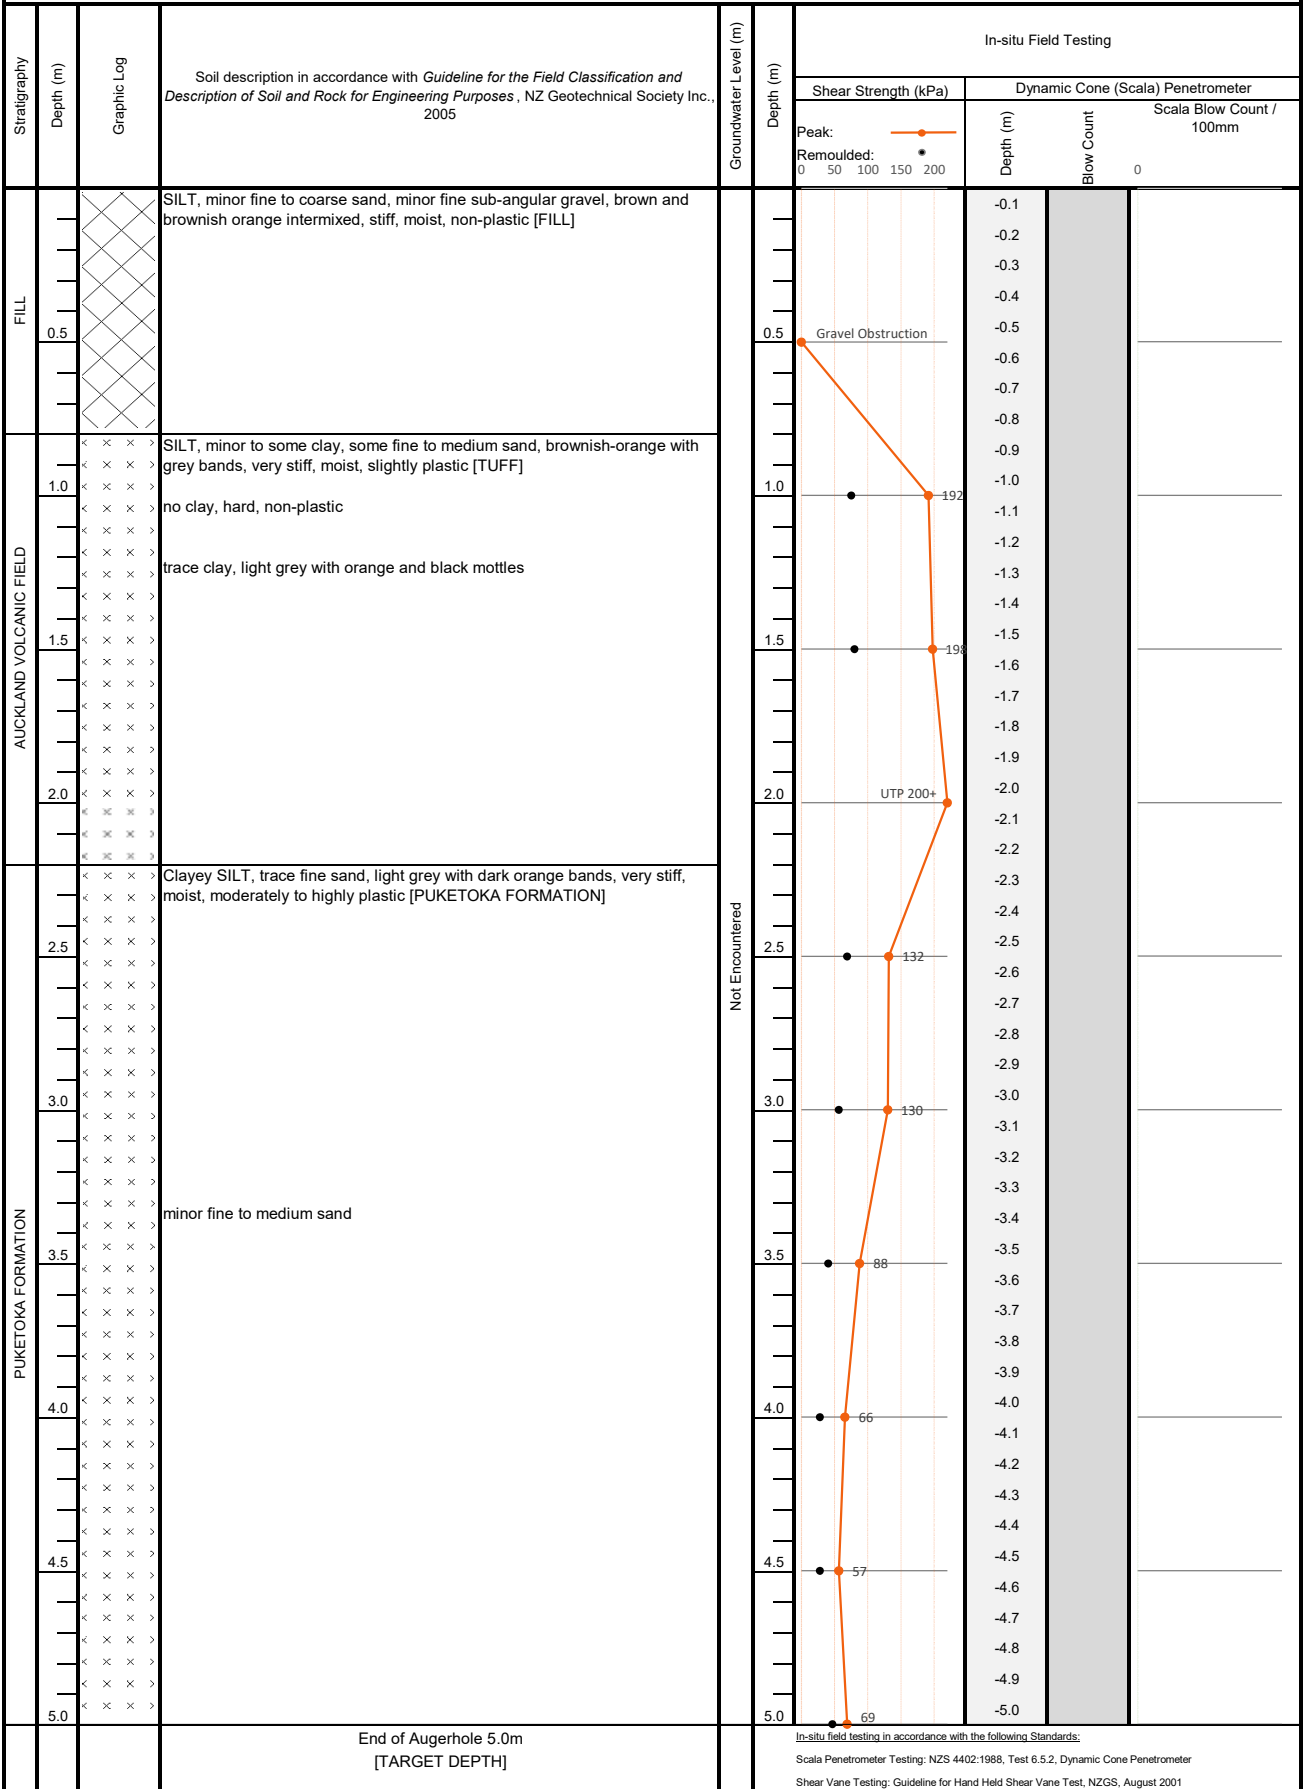 Stratigraphy
Depth (m)
Graphic Log
Soil description in accordance with Guideline for the Field Classification and
Description of Soil and Rock for Engineering Purposes , NZ Geotechnical Society Inc.,
2005
Groundwater Level (m)
Depth (m)
In-situ Field Testing
Shear Strength (kPa)
Dynamic Cone (Scala) Penetrometer
Peak:
Remoulded:
0 50 100 150 200
Depth (m)
Blow Count
Scala Blow Count /
100mm
0
FILL
SILT, minor fine to coarse sand, minor fine sub-angular gravel, brown and
brownish orange intermixed, stiff, moist, non-plastic [FILL]
0.5
AUCKLAND VOLCANIC FIELD
SILT, minor to some clay, some fine to medium sand, brownish-orange with
grey bands, very stiff, moist, slightly plastic [TUFF]
1.0
no clay, hard, non-plastic
trace clay, light grey with orange and black mottles
1.5
2.0
PUKETOKA FORMATION
Clayey SILT, trace fine sand, light grey with dark orange bands, very stiff,
moist, moderately to highly plastic [PUKETOKA FORMATION]
2.5
3.0
minor fine to medium sand
3.5
4.0
4.5
5.0
End of Augerhole 5.0m
[TARGET DEPTH]
Not Encountered
0.5
1.0
1.5
2.0
2.5
3.0
3.5
4.0
4.5
5.0
Gravel Obstruction
192
198
UTP 200+
132
130
88
66
57
69
-0.1
-0.2
-0.3
-0.4
-0.5
-0.6
-0.7
-0.8
-0.9
-1.0
-1.1
-1.2
-1.3
-1.4
-1.5
-1.6
-1.7
-1.8
-1.9
-2.0
-2.1
-2.2
-2.3
-2.4
-2.5
-2.6
-2.7
-2.8
-2.9
-3.0
-3.1
-3.2
-3.3
-3.4
-3.5
-3.6
-3.7
-3.8
-3.9
-4.0
-4.1
-4.2
-4.3
-4.4
-4.5
-4.6
-4.7
-4.8
-4.9
-5.0
In-situ field testing in accordance with the following Standards:
Scala Penetrometer Testing: NZS 4402:1988, Test 6.5.2, Dynamic Cone Penetrometer
Shear Vane Testing: Guideline for Hand Held Shear Vane Test, NZGS, August 2001